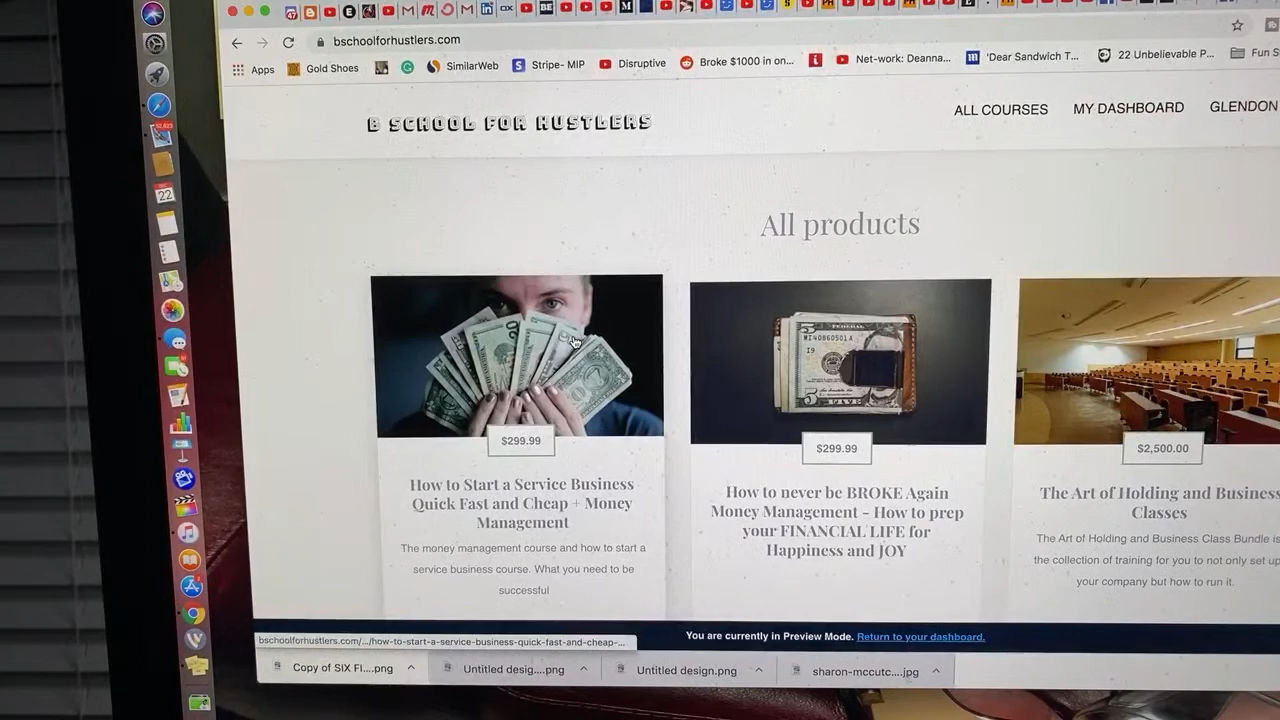 bschoolforhustlers.com
Apps
Gold Shoes
SimilarWeb
Stripe- MIP
Disruptive
Broke $1000 in on...
Net-work: Deanna...
'Dear Sandwich T...
22 Unbelievable P...
Fun S
B SCHOOL FOR HUSTLERS
ALL COURSES
MY DASHBOARD
GLENDON
All products
$299.99
How to Start a Service Business
Quick Fast and Cheap + Money
Management
The money management course and how to start a
service business course. What you need to be
successful
$299.99
How to never be BROKE Again
Money Management - How to prep
your FINANCIAL LIFE for
Happiness and JOY
$2,500.00
The Art of Holding and Business
Classes
The Art of Holding and Business Class Bundle is
the collection of training for you to not only set up
your company but how to run it.
You are currently in Preview Mode. Return to your dashboard.
bschoolforhustlers.com/.../how-to-start-a-service-business-quick-fast-and-cheap-...
Copy of SIX FI....png
Untitled desig....png
Untitled design.png
sharon-mccutc....jpg
22